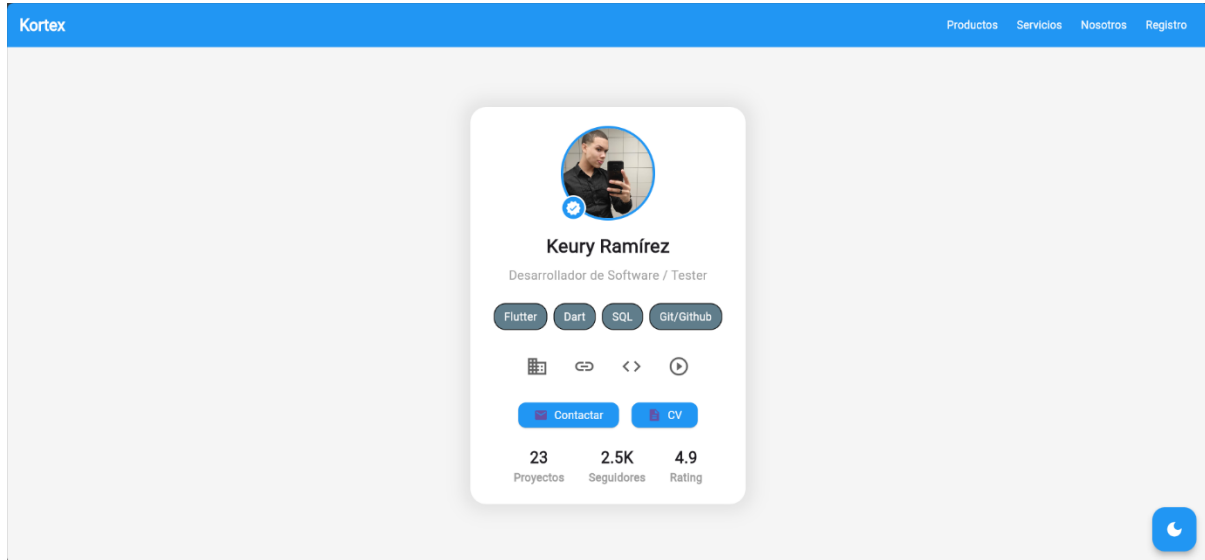 Kortex
Productos Servicios Nosotros Registro
Keury Ramírez
Desarrollador de Software / Tester
Flutter Dart SQL Git/Github
Contactar CV
23 2.5K 4.9
Proyectos Seguidores Rating